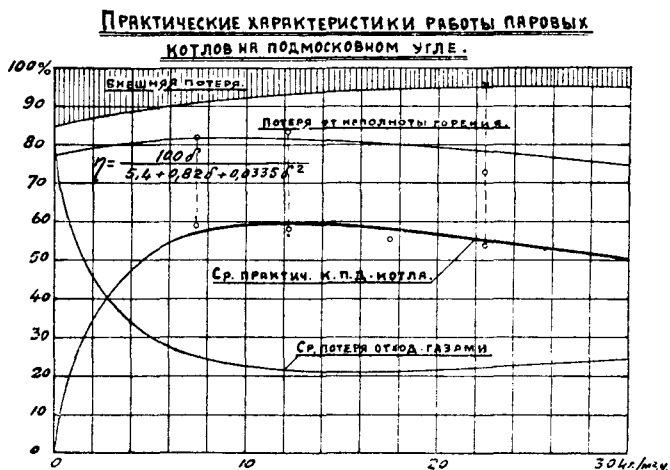 ПРАКТИЧЕСКИЕ ХАРАКТЕРИСТИКИ РАБОТЫ ПАРОВЫХ
КОТЛОВ НА ПОДМОСКОВНОМ УГЛЕ.
100%
ВНЕШНЯЯ ПОТЕРЯ.
90
ПОТЕРЯ ОТ НЕПОЛНОТЫ ГОРЕНИЯ.
80
η = 100δ / 5,4 + 0,82δ + 0,0335δ²
70
60
50
СР. ПРАКТИЧ. К.П.Д. КОТЛА.
40
30
СР. ПОТЕРЯ ОТХОД. ГАЗАМИ
20
10
0
0 10 20 30 кг./м²ч.